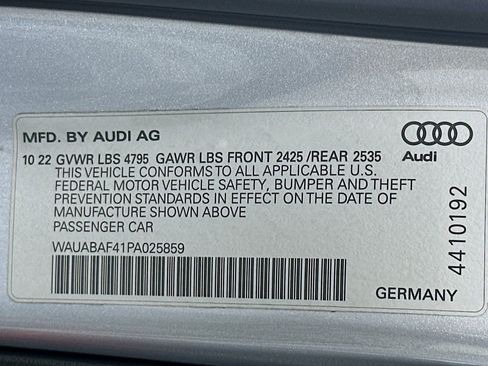 MFD. BY AUDI AG
10 22 GVWR LBS 4795 GAWR LBS FRONT 2425 /REAR 2535
THIS VEHICLE CONFORMS TO ALL APPLICABLE U.S.
FEDERAL MOTOR VEHICLE SAFETY, BUMPER AND THEFT
PREVENTION STANDARDS IN EFFECT ON THE DATE OF
MANUFACTURE SHOWN ABOVE
PASSENGER CAR
WAUABAF41PA025859
Audi
4410192
GERMANY